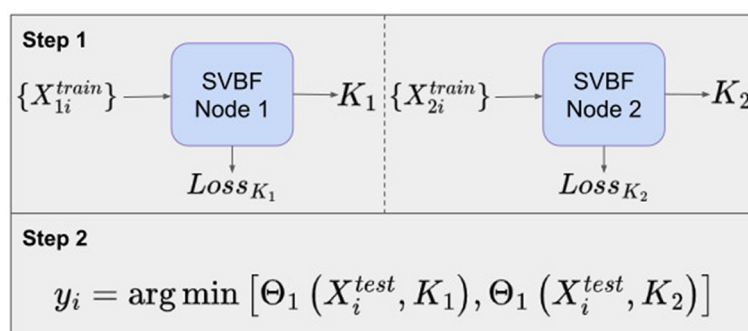 Step 1
{X_{1i}^{train}} SVBF Node 1 K_1 {X_{2i}^{train}} SVBF Node 2 K_2
Loss_{K_1} Loss_{K_2}
Step 2
y_i = arg min [Θ_1 (X_i^{test}, K_1), Θ_1 (X_i^{test}, K_2)]